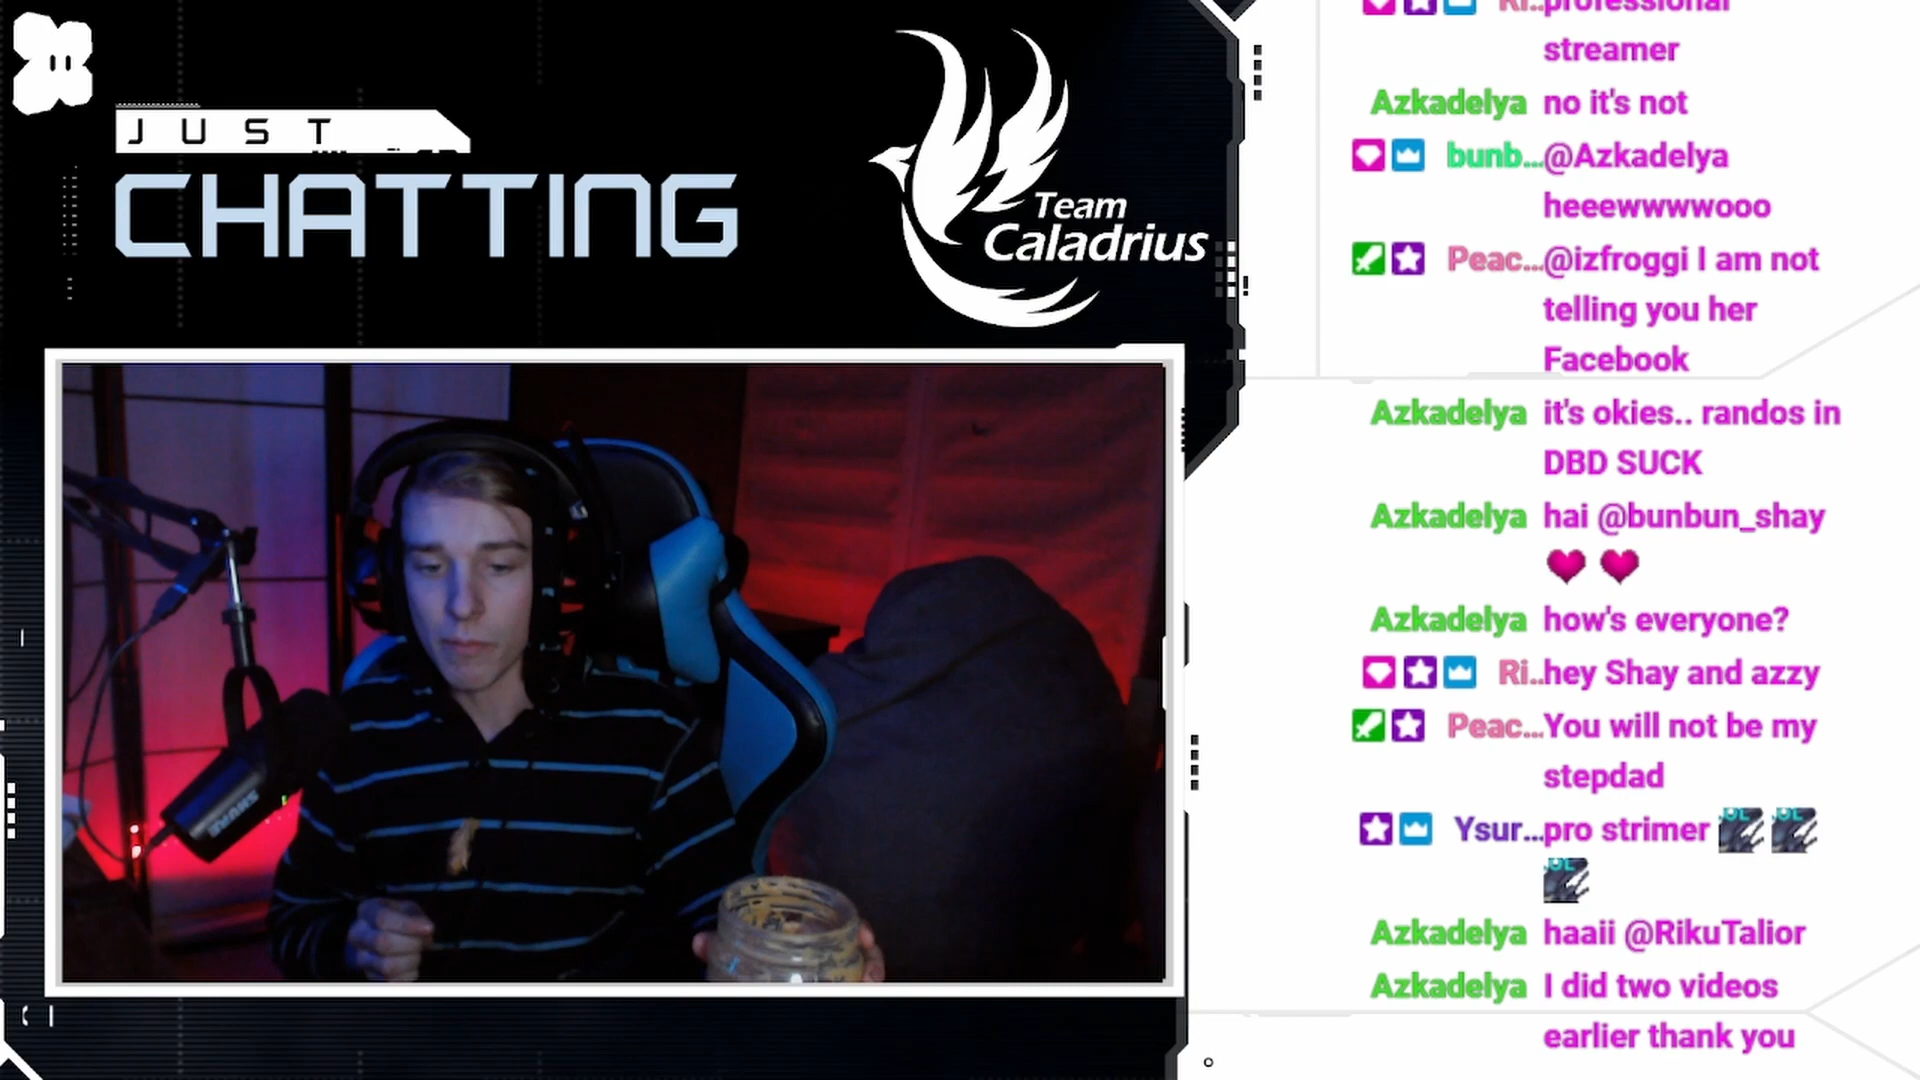 JUST
CHATTING
Team
Caladrius
SHURE
Ri..professional
streamer
Azkadelya no it's not
bunb...@Azkadelya
heeewwwwooo
Peac...@izfroggi I am not
telling you her
Facebook
Azkadelya it's okies.. randos in
DBD SUCK
Azkadelya hai @bunbun_shay
Azkadelya how's everyone?
Ri..hey Shay and azzy
Peac...You will not be my
stepdad
Ysur...pro strimer
Azkadelya haaii @RikuTalior
Azkadelya I did two videos
earlier thank you